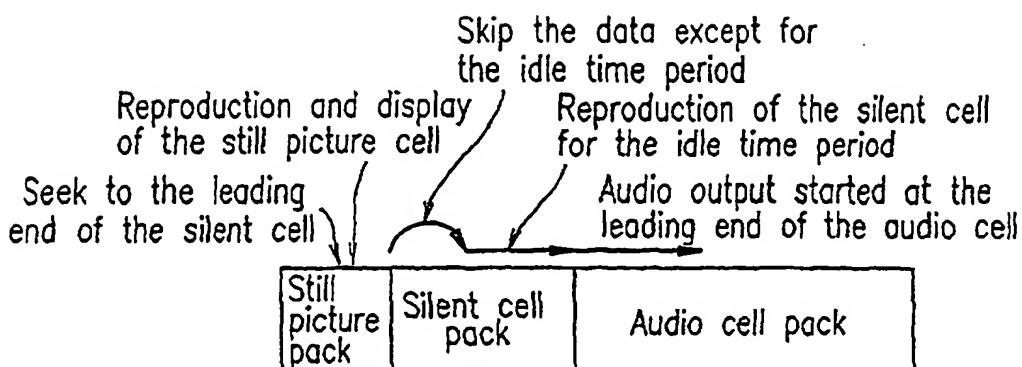 Skip the data except for
the idle time period
Reproduction and display
of the still picture cell
Reproduction of the silent cell
for the idle time period
Seek to the leading
end of the silent cell
Audio output started at the
leading end of the audio cell
Still
picture
pack
Silent cell
pack
Audio cell pack